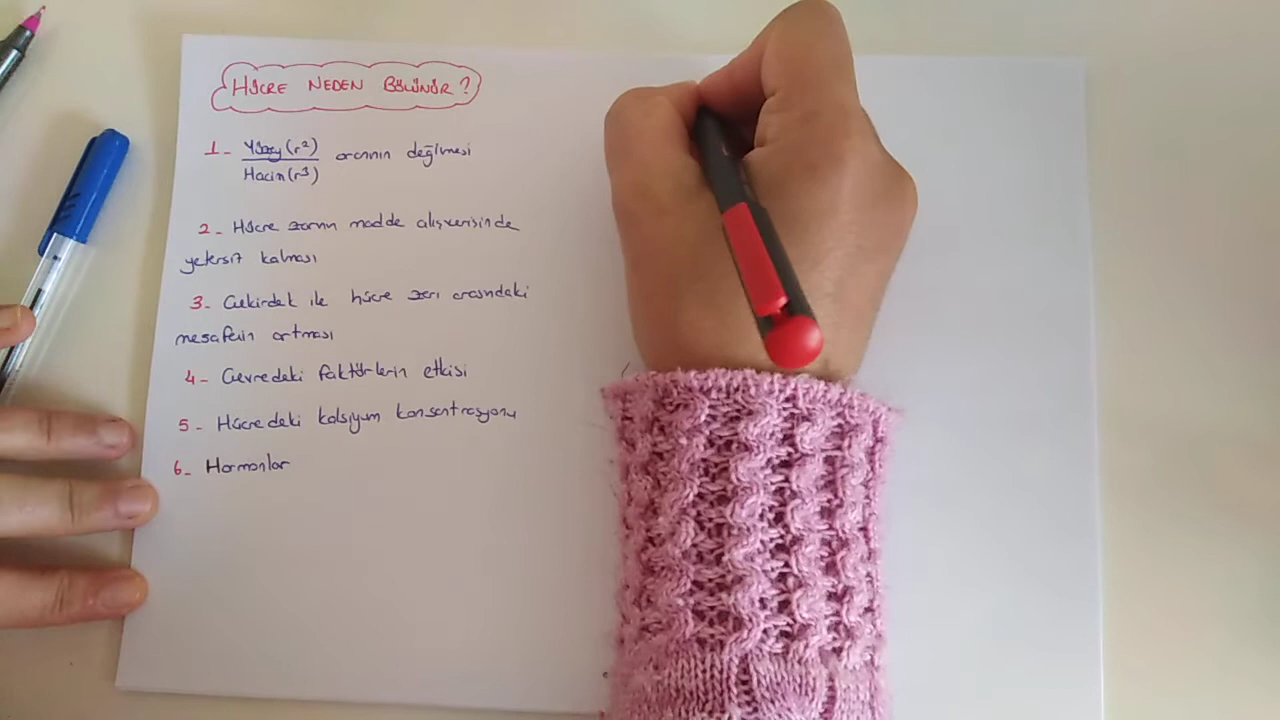 HÜCRE NEDEN BÖLÜNÜR?
1- Yüzey (r²)
Hacim (r³) oranının değişmesi
2- Hücre zarının madde alışverişinde
yetersiz kalması
3- Çekirdek ile hücre zarı arasındaki
mesafenin artması
4- Çevredeki faktörlerin etkisi
5- Hücredeki kalsiyum konsantrasyonu
6- Hormonlar